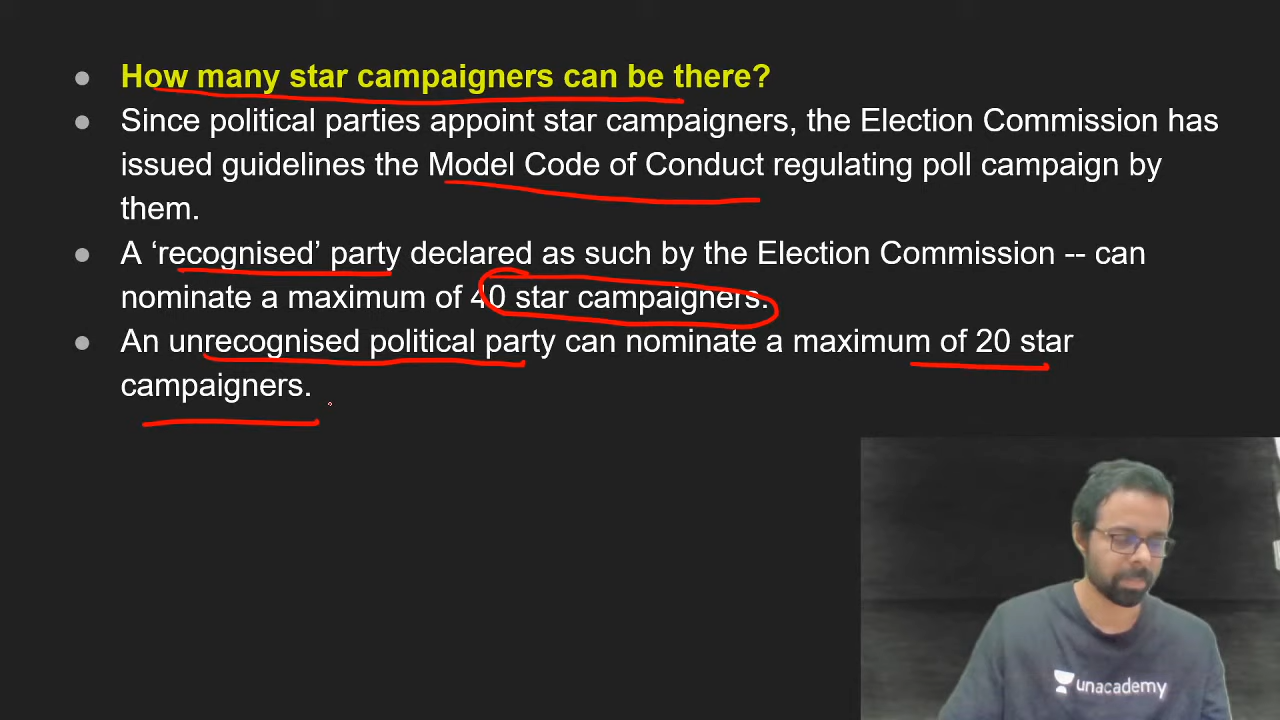 How many star campaigners can be there?
Since political parties appoint star campaigners, the Election Commission has
issued guidelines the Model Code of Conduct regulating poll campaign by
them.
A ‘recognised’ party declared as such by the Election Commission -- can
nominate a maximum of 40 star campaigners.
An unrecognised political party can nominate a maximum of 20 star
campaigners.
unacademy